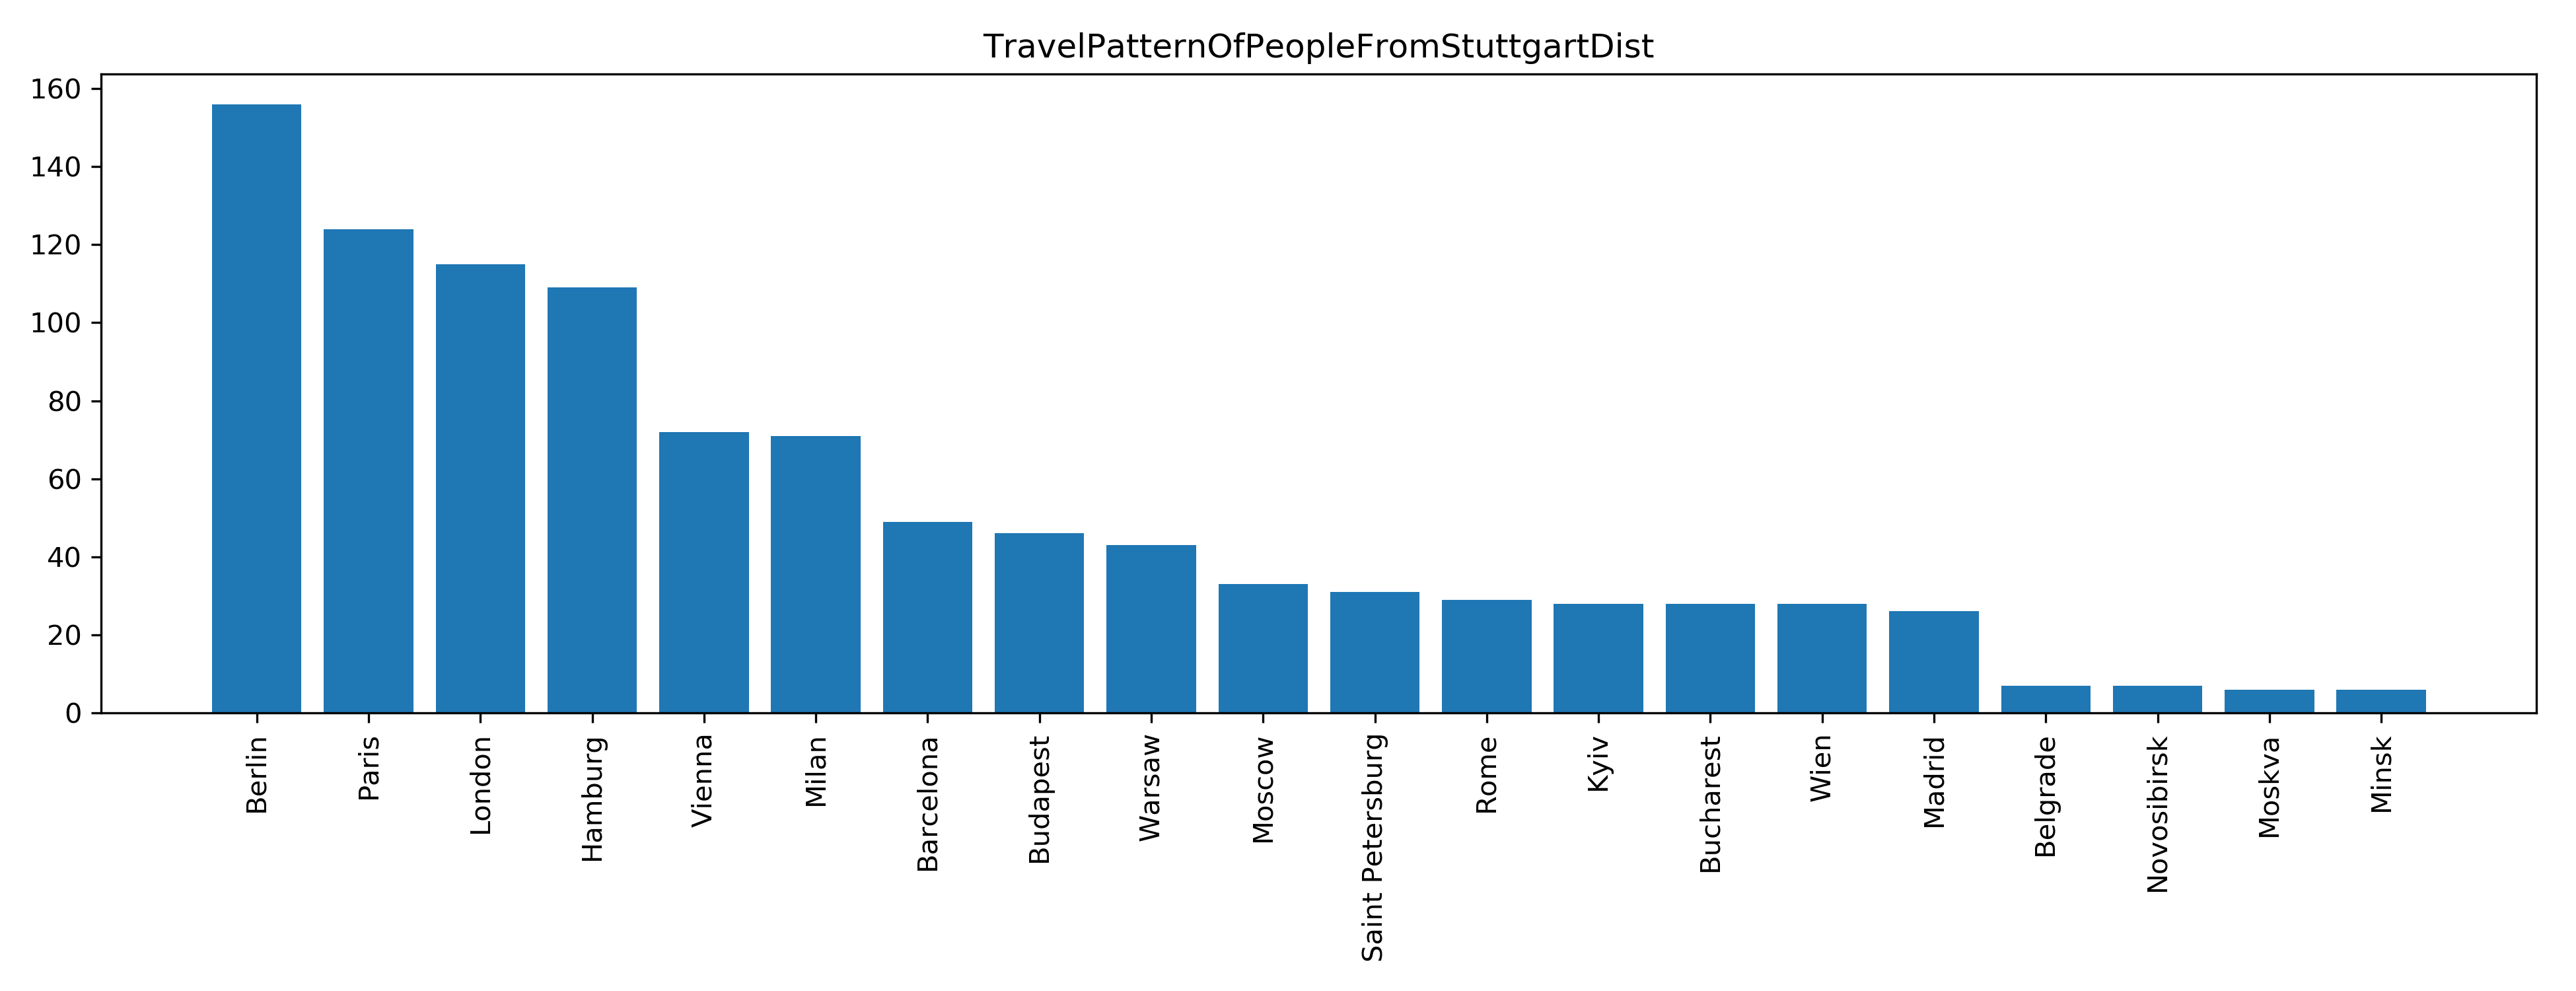 TravelPatternOfPeopleFromStuttgartDist
160
140
120
100
80
60
40
20
0
Berlin
Paris
London
Hamburg
Vienna
Milan
Barcelona
Budapest
Warsaw
Moscow
Saint Petersburg
Rome
Kyiv
Bucharest
Wien
Madrid
Belgrade
Novosibirsk
Moskva
Minsk